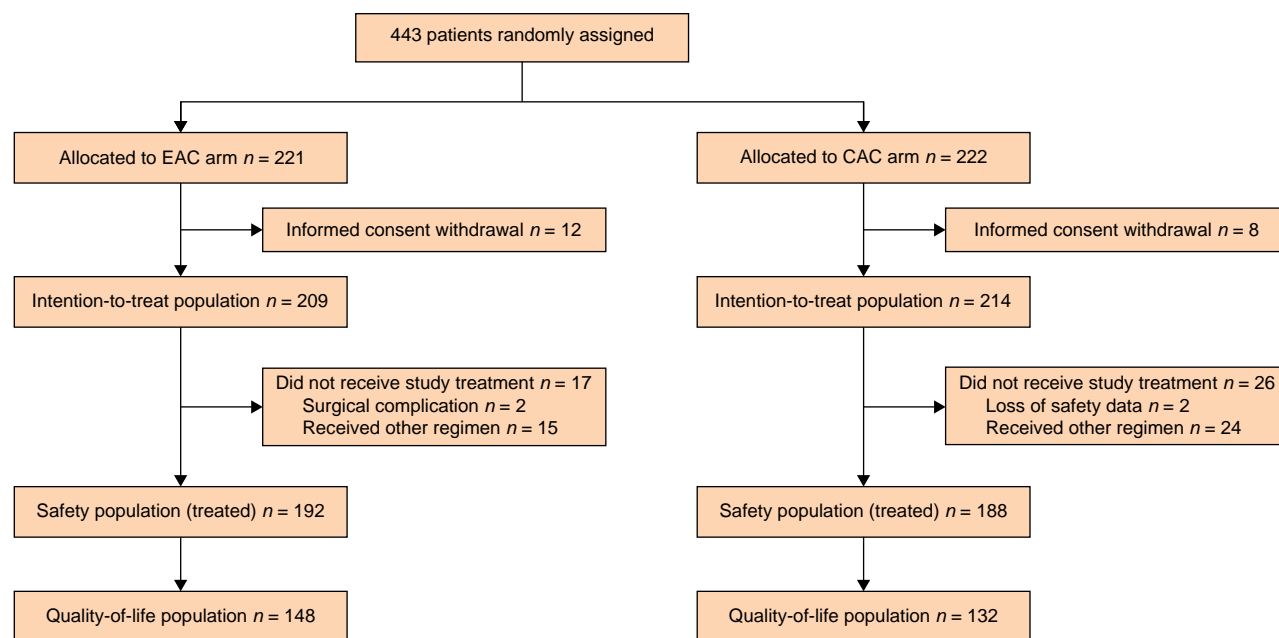 443 patients randomly assigned
Allocated to EAC arm n = 221
Allocated to CAC arm n = 222
Informed consent withdrawal n = 12
Informed consent withdrawal n = 8
Intention-to-treat population n = 209
Intention-to-treat population n = 214
Did not receive study treatment n = 17
Surgical complication n = 2
Received other regimen n = 15
Did not receive study treatment n = 26
Loss of safety data n = 2
Received other regimen n = 24
Safety population (treated) n = 192
Safety population (treated) n = 188
Quality-of-life population n = 148
Quality-of-life population n = 132